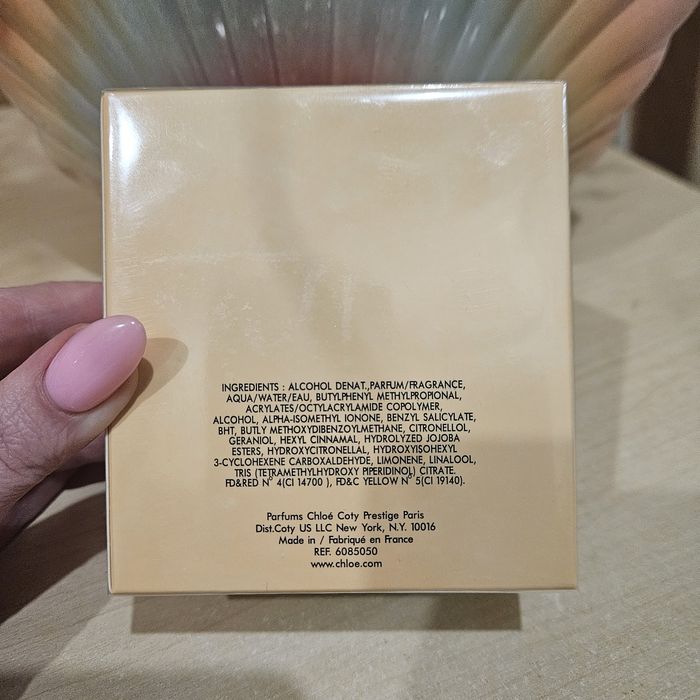 INGREDIENTS : ALCOHOL DENAT.,PARFUM/FRAGRANCE,
AQUA/WATER/EAU, BUTYLPHENYL METHYLPROPIONAL,
ACRYLATES/OCTYLACRYLAMIDE COPOLYMER,
ALCOHOL, ALPHA-ISOMETHYL IONONE, BENZYL SALICYLATE,
BHT, BUTLY METHOXYDIBENZOYLMETHANE, CITRONELLOL,
GERANIOL, HEXYL CINNAMAL, HYDROLYZED JOJOBA
ESTERS, HYDROXYCITRONELLAL, HYDROXYISOHEXYL
3-CYCLOHEXENE CARBOXALDEHYDE, LIMONENE, LINALOOL,
TRIS (TETRAMETHYLHYDROXY PIPERIDINOL) CITRATE.
FD&RED N° 4(CI 14700 ), FD&C YELLOW N° 5(CI 19140).
Parfums Chloé Coty Prestige Paris
Dist.Coty US LLC New York, N.Y. 10016
Made in / Fabriqué en France
REF. 6085050
www.chloe.com